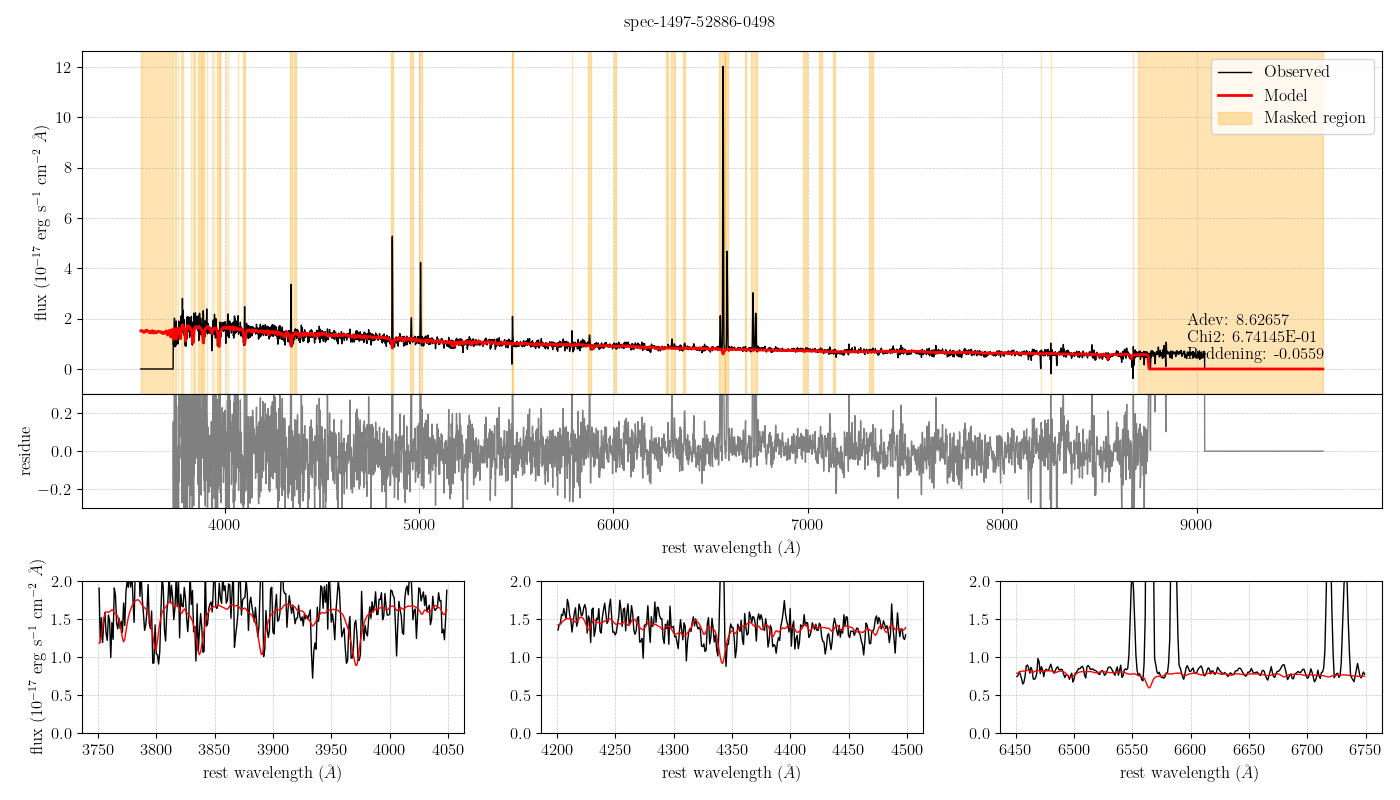 spec-1497-52886-0498
flux (10⁻¹⁷ erg s⁻¹ cm⁻² Å)
12
10
8
6
4
2
0
Observed
Model
Masked region
Adev: 8.62657
Chi2: 6.74145E-01
Reddening: -0.0559
residue
0.2
0.0
−0.2
4000 5000 6000 7000 8000 9000
rest wavelength (Å)
flux (10⁻¹⁷ erg s⁻¹ cm⁻² Å)
2.0
1.5
1.0
0.5
0.0
3750 3800 3850 3900 3950 4000 4050
rest wavelength (Å)
2.0
1.5
1.0
0.5
0.0
4200 4250 4300 4350 4400 4450 4500
rest wavelength (Å)
2.0
1.5
1.0
0.5
0.0
6450 6500 6550 6600 6650 6700 6750
rest wavelength (Å)